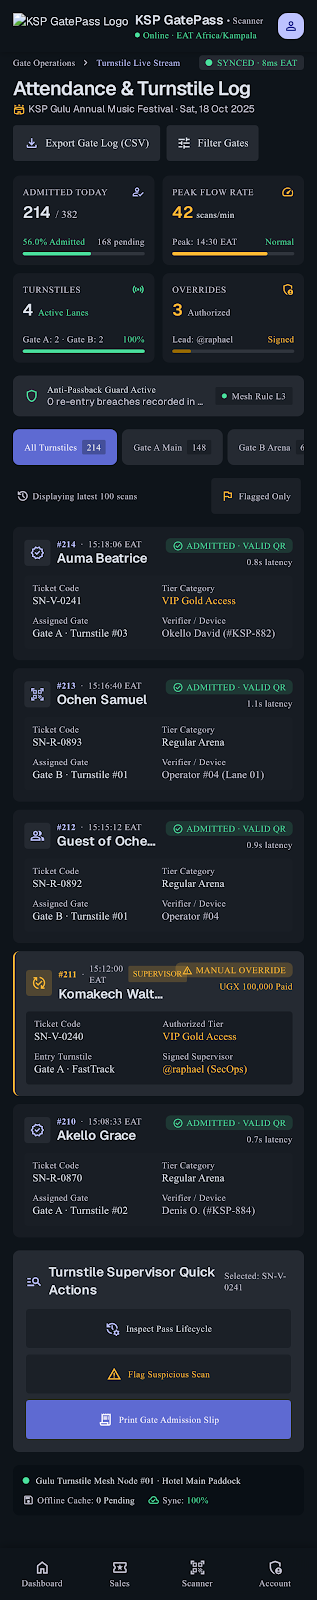 KSP GatePass Logo
KSP GatePass • Scanner
Online · EAT Africa/Kampala
Gate Operations > Turnstile Live Stream
SYNCED · 8ms EAT
Attendance & Turnstile Log
KSP Gulu Annual Music Festival · Sat, 18 Oct 2025
Export Gate Log (CSV)
Filter Gates
ADMITTED TODAY
214 / 382
56.0% Admitted 168 pending
PEAK FLOW RATE
42 scans/min
Peak: 14:30 EAT Normal
TURNSTILES
4 Active Lanes
Gate A: 2 · Gate B: 2 100%
OVERRIDES
3 Authorized
Lead: @raphael Signed
Anti-Passback Guard Active
0 re-entry breaches recorded in ...
Mesh Rule L3
All Turnstiles 214
Gate A Main 148
Gate B Arena 6
Displaying latest 100 scans
Flagged Only
#214 · 15:18:06 EAT
Auma Beatrice
ADMITTED · VALID QR
0.8s latency
Ticket Code
SN-V-0241
Tier Category
VIP Gold Access
Assigned Gate
Gate A · Turnstile #03
Verifier / Device
Okello David (#KSP-882)
#213 · 15:16:40 EAT
Ochen Samuel
ADMITTED · VALID QR
1.1s latency
Ticket Code
SN-R-0893
Tier Category
Regular Arena
Assigned Gate
Gate B · Turnstile #01
Verifier / Device
Operator #04 (Lane 01)
#212 · 15:15:12 EAT
Guest of Oche...
ADMITTED · VALID QR
0.9s latency
Ticket Code
SN-R-0892
Tier Category
Regular Arena
Assigned Gate
Gate B · Turnstile #01
Verifier / Device
Operator #04
#211 · 15:12:00 EAT
SUPERVISOR
Komakech Walt...
MANUAL OVERRIDE
UGX 100,000 Paid
Ticket Code
SN-V-0240
Authorized Tier
VIP Gold Access
Entry Turnstile
Gate A · FastTrack
Signed Supervisor
@raphael (SecOps)
#210 · 15:08:33 EAT
Akello Grace
ADMITTED · VALID QR
0.7s latency
Ticket Code
SN-R-0870
Tier Category
Regular Arena
Assigned Gate
Gate A · Turnstile #02
Verifier / Device
Denis O. (#KSP-884)
Turnstile Supervisor Quick
Actions
Selected: SN-V-
0241
Inspect Pass Lifecycle
Flag Suspicious Scan
Print Gate Admission Slip
Gulu Turnstile Mesh Node #01 · Hotel Main Paddock
Offline Cache: 0 Pending
Sync: 100%
Dashboard
Sales
Scanner
Account